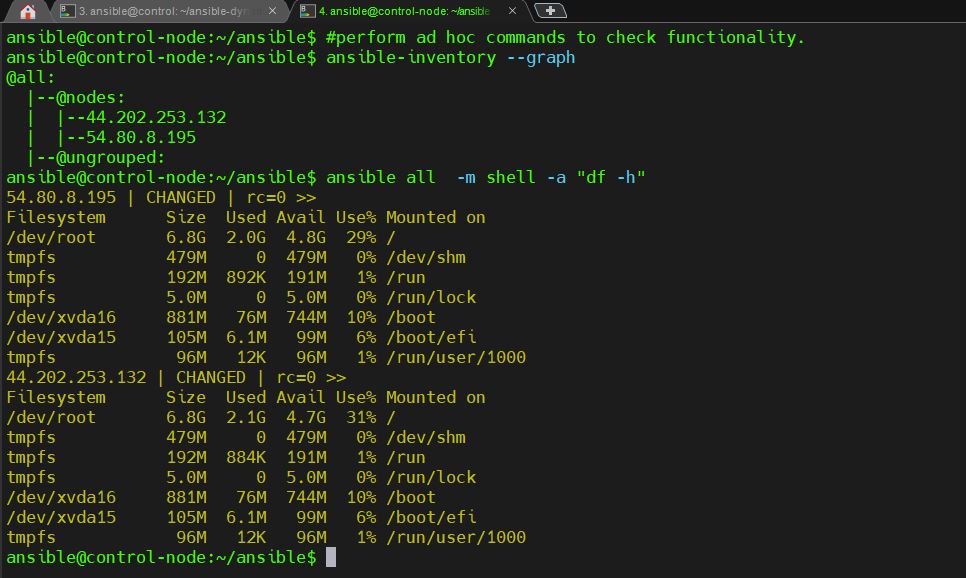 3. ansible@control: ~/ansible-dyn
4. ansible@control-node: ~/ansible
ansible@control-node:~/ansible$ #perform ad hoc commands to check functionality.
ansible@control-node:~/ansible$ ansible-inventory --graph
@all:
  |--@nodes:
  |  |--44.202.253.132
  |  |--54.80.8.195
  |--@ungrouped:
ansible@control-node:~/ansible$ ansible all  -m shell -a "df -h"
54.80.8.195 | CHANGED | rc=0 >>
Filesystem      Size  Used Avail Use% Mounted on
/dev/root       6.8G  2.0G  4.8G  29% /
tmpfs           479M     0  479M   0% /dev/shm
tmpfs           192M  892K  191M   1% /run
tmpfs           5.0M     0  5.0M   0% /run/lock
/dev/xvda16     881M   76M  744M  10% /boot
/dev/xvda15     105M  6.1M   99M   6% /boot/efi
tmpfs            96M   12K   96M   1% /run/user/1000
44.202.253.132 | CHANGED | rc=0 >>
Filesystem      Size  Used Avail Use% Mounted on
/dev/root       6.8G  2.1G  4.7G  31% /
tmpfs           479M     0  479M   0% /dev/shm
tmpfs           192M  884K  191M   1% /run
tmpfs           5.0M     0  5.0M   0% /run/lock
/dev/xvda16     881M   76M  744M  10% /boot
/dev/xvda15     105M  6.1M   99M   6% /boot/efi
tmpfs            96M   12K   96M   1% /run/user/1000
ansible@control-node:~/ansible$